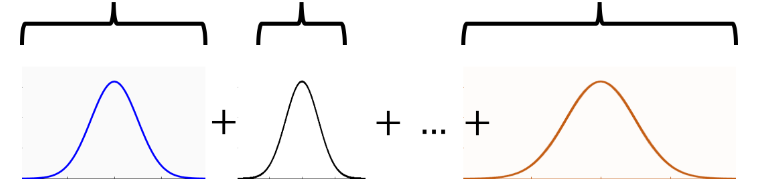 + + ... +